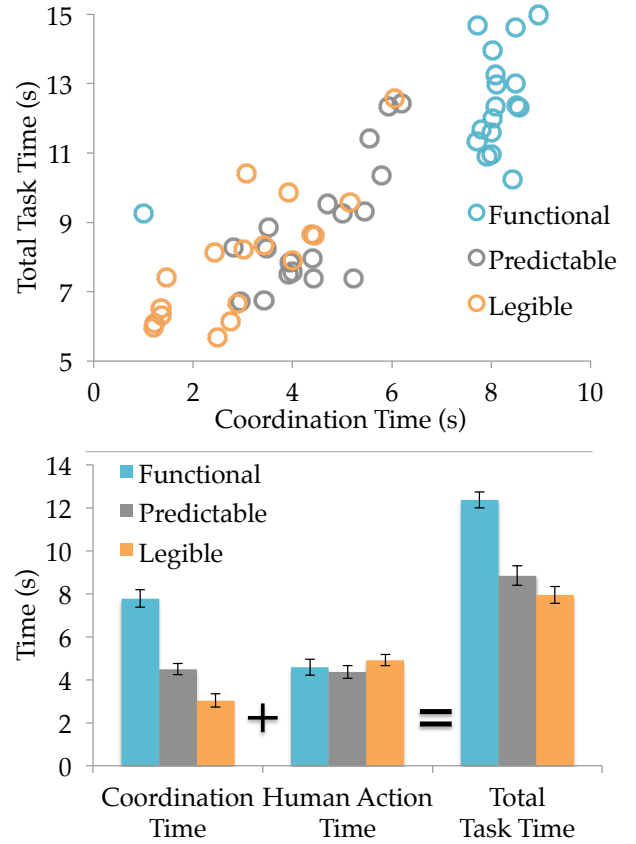 15
13
11
9
7
5
Total Task Time (s)
Functional
Predictable
Legible
0 2 4 6 8 10
Coordination Time (s)
14
12
10
8
6
4
2
0
Time (s)
Functional
Predictable
Legible
+ =
Coordination Time
Human Action Time
Total Task Time